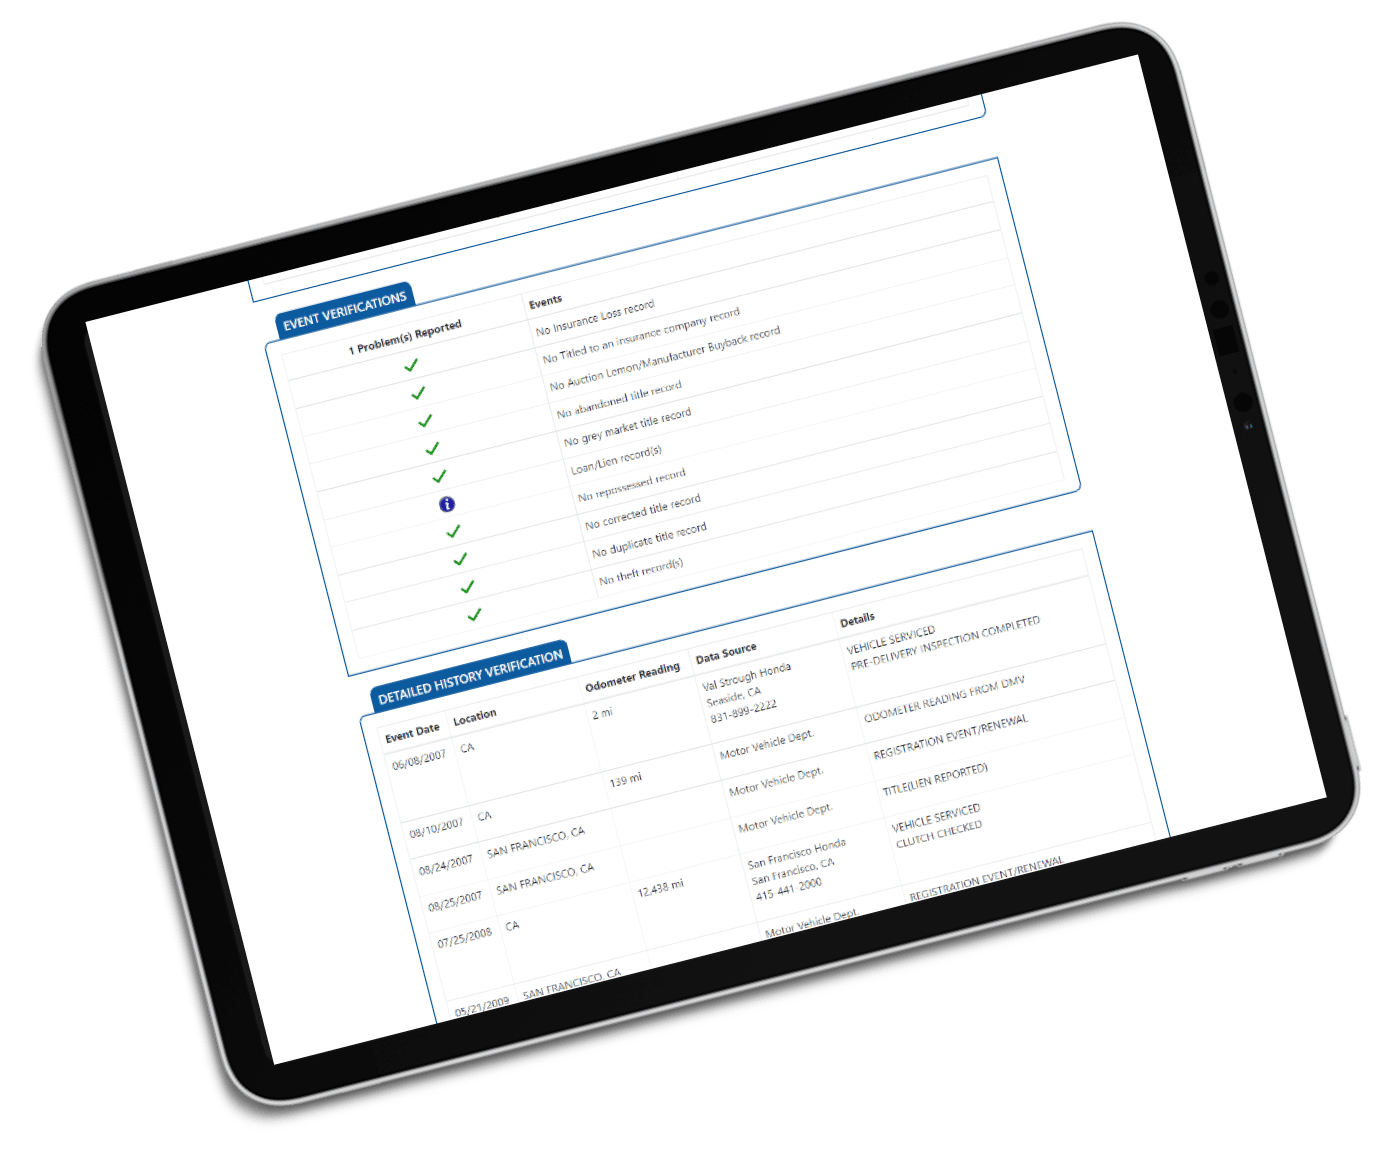 EVENT VERIFICATIONS
1 Problem(s) Reported Events
No Insurance Loss record
No Titled to an insurance company record
No Auction Lemon/Manufacturer Buyback record
No abandoned title record
No grey market title record
Loan/Lien record(s)
No repossessed record
No corrected title record
No duplicate title record
No theft record(s)
DETAILED HISTORY VERIFICATION
Event Date Location Odometer Reading Data Source Details
06/08/2007 CA 2 mi Val Strough Honda VEHICLE SERVICED
Seaside, CA PRE-DELIVERY INSPECTION COMPLETED
831-899-2222
08/10/2007 CA 139 mi Motor Vehicle Dept. ODOMETER READING FROM DMV
08/24/2007 SAN FRANCISCO, CA Motor Vehicle Dept. REGISTRATION EVENT/RENEWAL
08/25/2007 SAN FRANCISCO, CA Motor Vehicle Dept. TITLE(LIEN REPORTED)
07/25/2008 CA 12,438 mi San Francisco Honda VEHICLE SERVICED
San Francisco, CA CLUTCH CHECKED
415-441-2000
05/21/2009 SAN FRANCISCO, CA Motor Vehicle Dept. REGISTRATION EVENT/RENEWAL